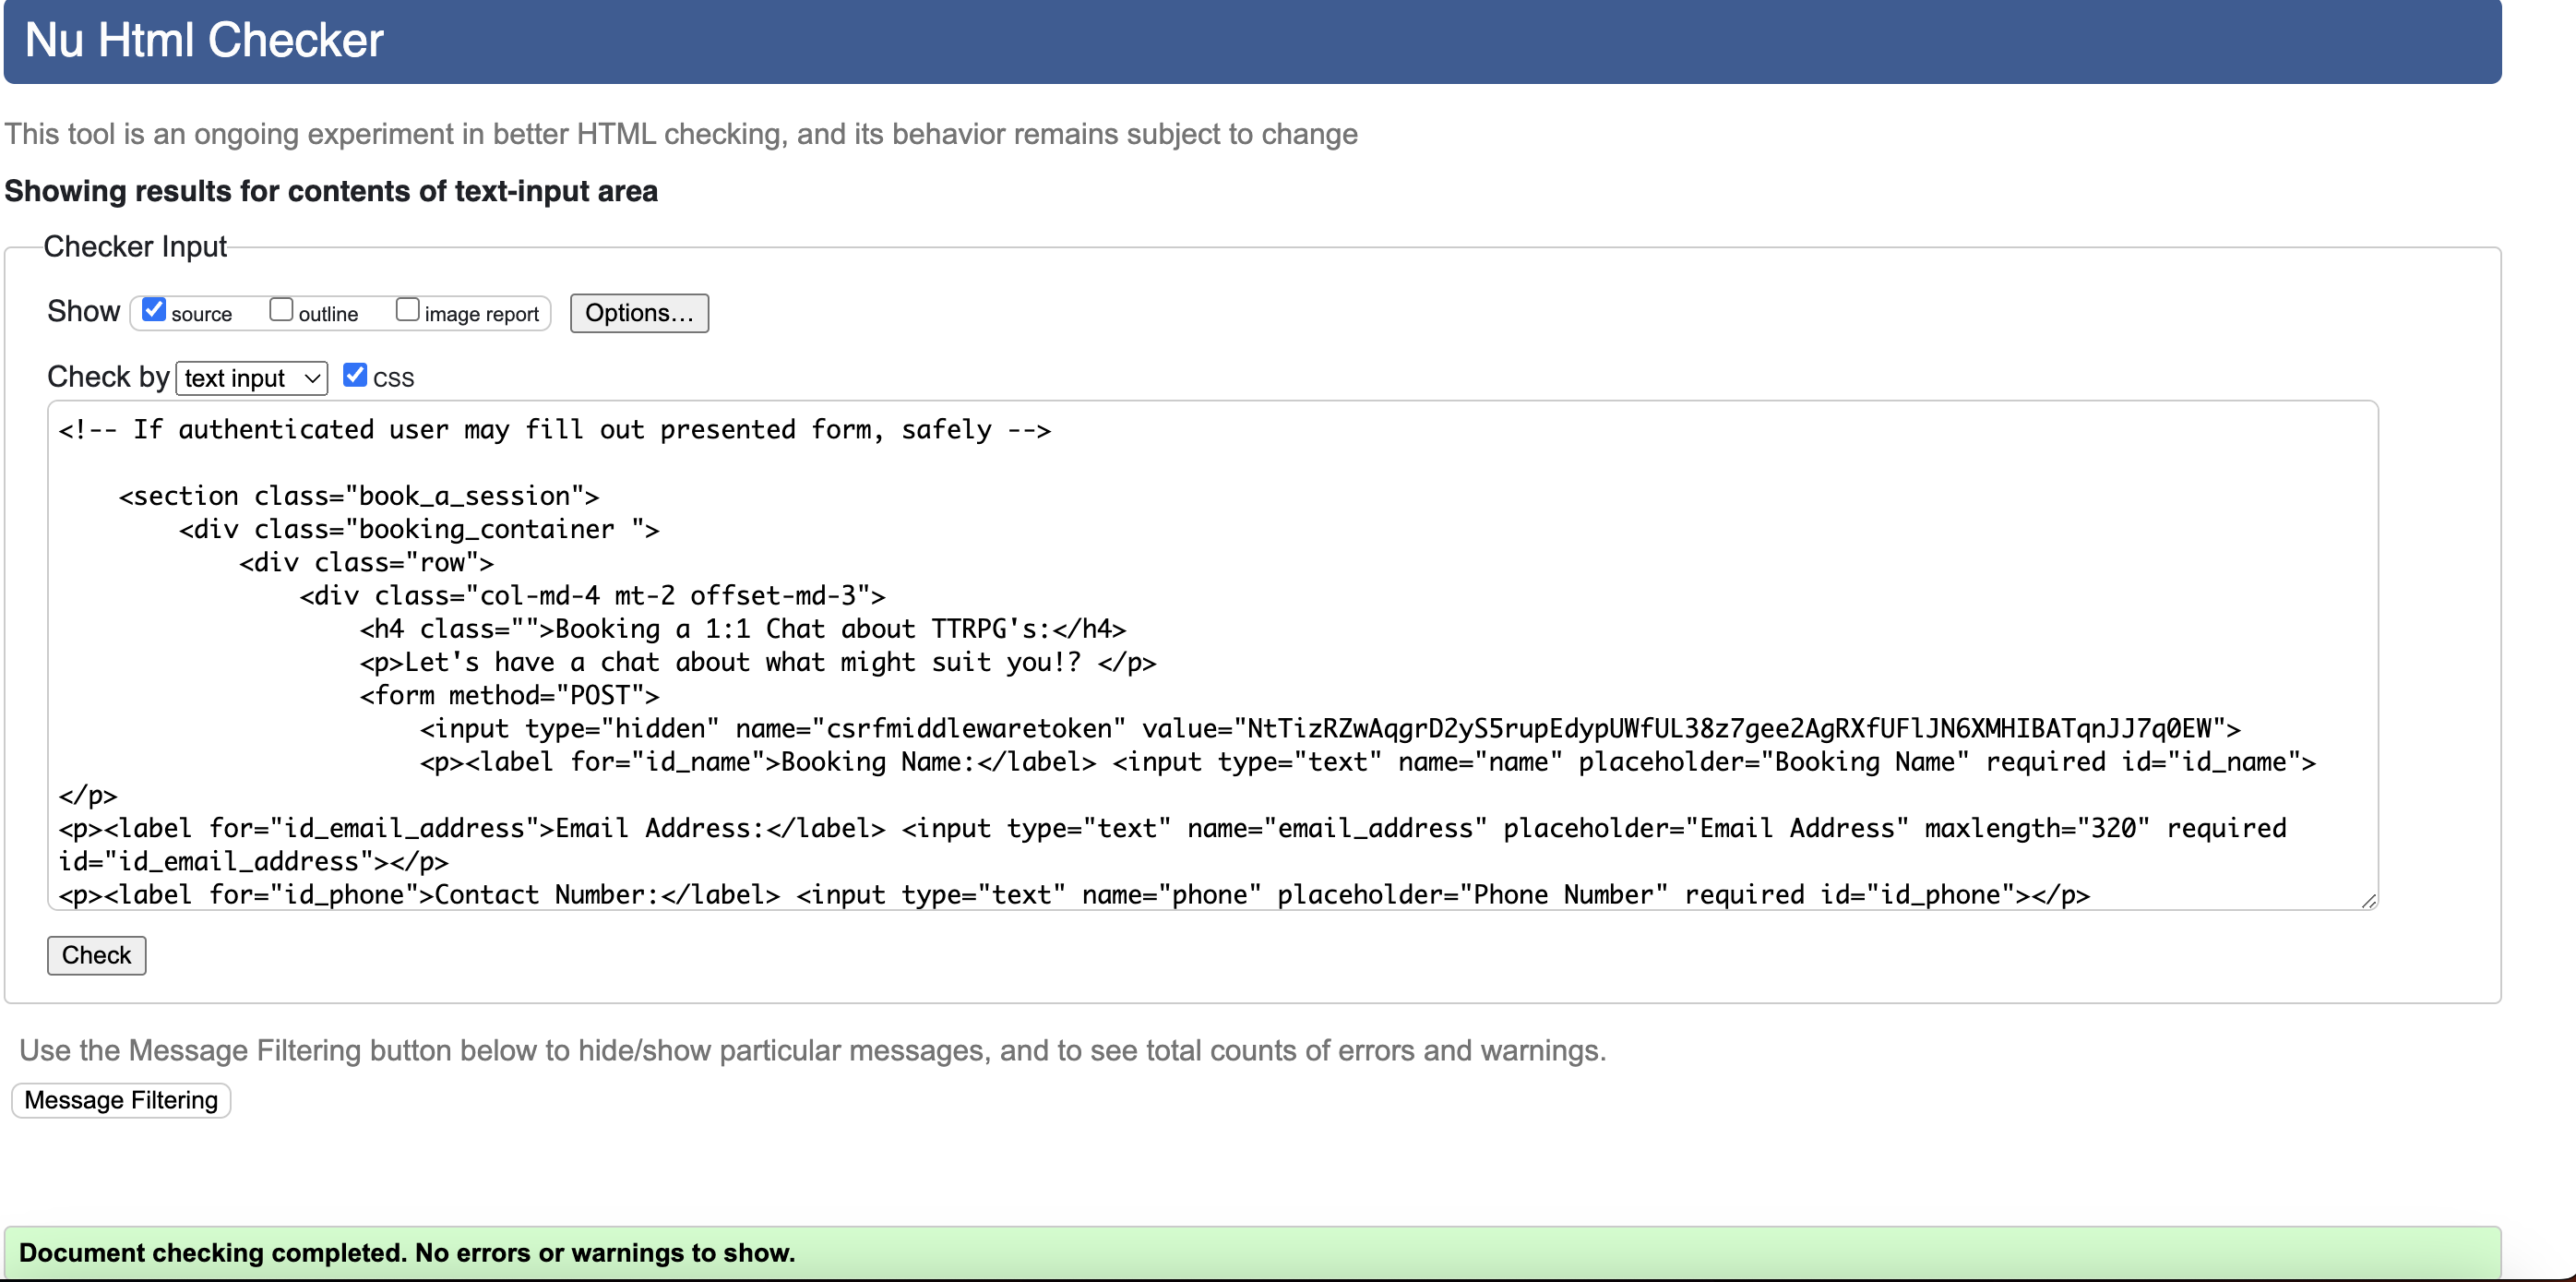 Nu Html Checker
This tool is an ongoing experiment in better HTML checking, and its behavior remains subject to change
Showing results for contents of text-input area
Checker Input
Show source outline image report Options...
Check by text input CSS
<!-- If authenticated user may fill out presented form, safely -->
<section class="book_a_session">
<div class="booking_container ">
<div class="row">
<div class="col-md-4 mt-2 offset-md-3">
<h4 class="">Booking a 1:1 Chat about TTRPG's:</h4>
<p>Let's have a chat about what might suit you!? </p>
<form method="POST">
<input type="hidden" name="csrfmiddlewaretoken" value="NtTizRZwAqgrD2yS5rupEdypUWfUL38z7gee2AgRXfUFlJN6XMHIBATqnJJ7q0EW">
<p><label for="id_name">Booking Name:</label> <input type="text" name="name" placeholder="Booking Name" required id="id_name">
</p>
<p><label for="id_email_address">Email Address:</label> <input type="text" name="email_address" placeholder="Email Address" maxlength="320" required
id="id_email_address"></p>
<p><label for="id_phone">Contact Number:</label> <input type="text" name="phone" placeholder="Phone Number" required id="id_phone"></p>
Check
Use the Message Filtering button below to hide/show particular messages, and to see total counts of errors and warnings.
Message Filtering
Document checking completed. No errors or warnings to show.